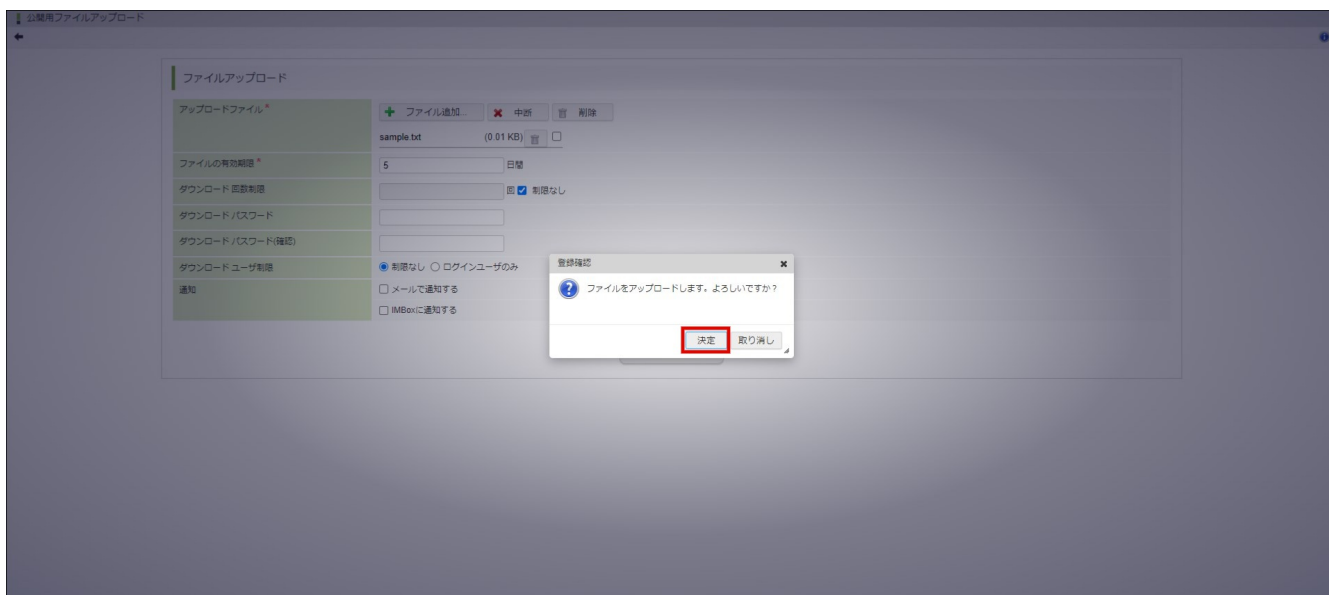 公開用ファイルアップロード
ファイルアップロード
アップロードファイル*
ファイル追加... 中断 削除
sample.txt (0.01 KB)
ファイルの有効期限* 5 日間
ダウンロード 回数制限 回 制限なし
ダウンロード パスワード
ダウンロード パスワード(確認)
ダウンロード ユーザ制限 制限なし ログインユーザのみ
通知 メールで通知する
IMBoxに通知する
登録確認
ファイルをアップロードします。よろしいですか?
決定 取り消し